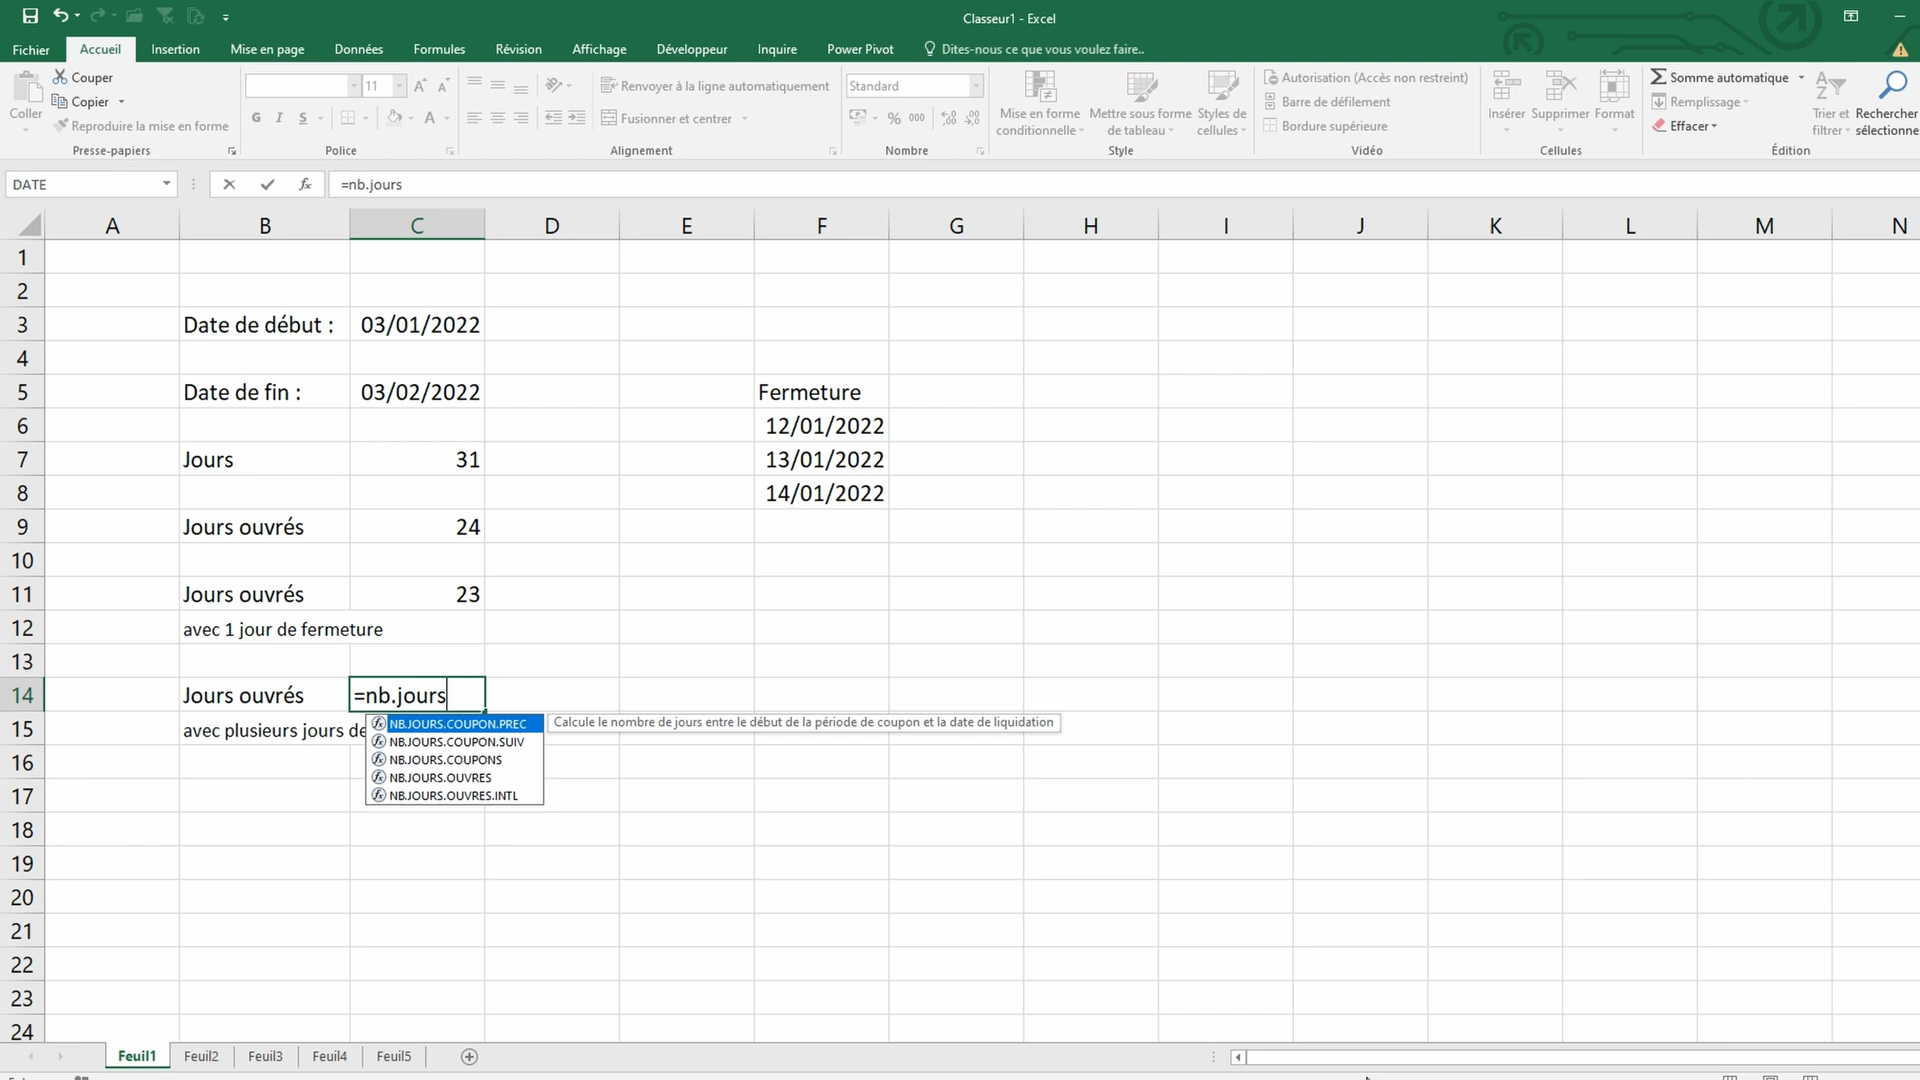 Classeur1 - Excel
Fichier Accueil Insertion Mise en page Données Formules Révision Affichage Développeur Inquire Power Pivot Dites-nous ce que vous voulez faire..
Coller
Couper
Copier
Reproduire la mise en forme
Presse-papiers
11
G I S
Police
Renvoyer à la ligne automatiquement
Fusionner et centrer
Alignement
Standard
% 000
Nombre
Mise en forme conditionnelle
Mettre sous forme de tableau
Styles de cellules
Style
Autorisation (Accès non restreint)
Barre de défilement
Bordure supérieure
Vidéo
Insérer Supprimer Format
Cellules
Somme automatique
Remplissage
Effacer
Trier et filtrer
Rechercher
sélectionne
Édition
DATE fx =nb.jours
A B C D E F G H I J K L M N
1
2
3 Date de début : 03/01/2022
4
5 Date de fin : 03/02/2022 Fermeture
6 12/01/2022
7 Jours 31 13/01/2022
8 14/01/2022
9 Jours ouvrés 24
10
11 Jours ouvrés 23
12 avec 1 jour de fermeture
13
14 Jours ouvrés =nb.jours
NB.JOURS.COUPON.PREC Calcule le nombre de jours entre le début de la période de coupon et la date de liquidation
15 avec plusieurs jours de
NB.JOURS.COUPON.SUIV
NB.JOURS.COUPONS
NB.JOURS.OUVRES
NB.JOURS.OUVRES.INTL
16
17
18
19
20
21
22
23
24
Feuil1 Feuil2 Feuil3 Feuil4 Feuil5